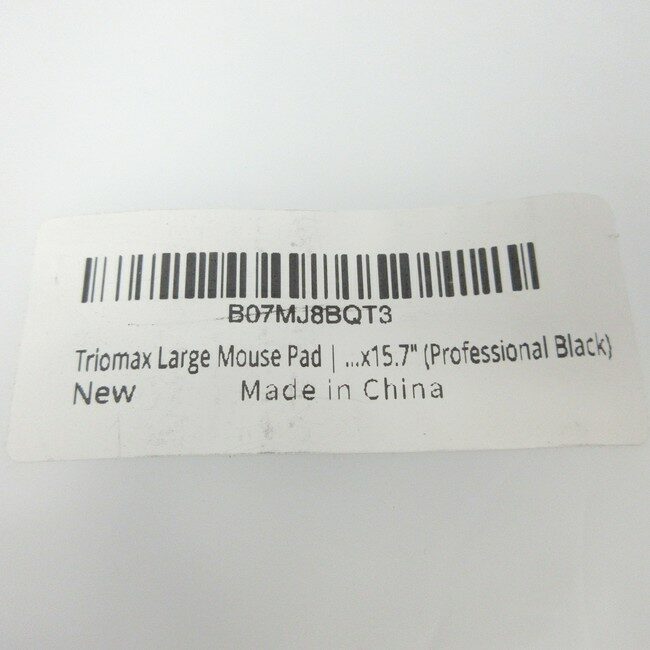 B07MJ8BQT3
Triomax Large Mouse Pad | ...x15.7" (Professional Black)
New Made in China